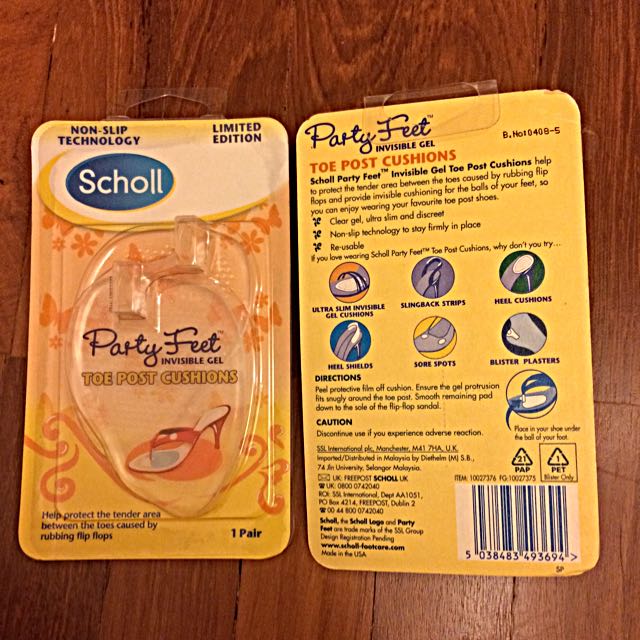 NON-SLIP
TECHNOLOGY
LIMITED
EDITION
Scholl
Party Feet™
INVISIBLE GEL
TOE POST CUSHIONS
Help protect the tender area
between the toes caused by
rubbing flip flops
1 Pair
Party Feet™
INVISIBLE GEL
B.No:0408-5
TOE POST CUSHIONS
Scholl Party Feet™ Invisible Gel Toe Post Cushions help
to protect the tender area between the toes caused by rubbing flip
flops and provide invisible cushioning for the balls of your feet, so
you can enjoy wearing your favourite toe post shoes.
Clear gel, ultra slim and discreet
Non-slip technology to stay firmly in place
Re-usable
If you love wearing Scholl Party Feet™ Toe Post Cushions, why don't you try...
ULTRA SLIM INVISIBLE
GEL CUSHIONS
SLINGBACK STRIPS
HEEL CUSHIONS
HEEL SHIELDS
SORE SPOTS
BLISTER PLASTERS
DIRECTIONS
Peel protective film off cushion. Ensure the gel protrusion
fits snugly around the toe post. Smooth remaining pad
down to the sole of the flip-flop sandal.
Place in your shoe under
the ball of your foot.
CAUTION
Discontinue use if you experience adverse reaction.
SSL International plc, Manchester, M41 7HA, U.K.
Imported/Distributed in Malaysia by Diethelm (M) S.B.,
74 Jln University, Selangor Malaysia.
UK: FREEPOST SCHOLL UK
UK: 0800 0742040
ROI: SSL International, Dept AA1051,
PO Box 4214, FREEPOST, Dublin 2
00 44 800 0742040
Scholl, the Scholl Logo and Party
Feet are trade marks of the SSL Group
Design Registration Pending
www.scholl-footcare.com
Made in the USA
21
PAP
1
PET
Blister Only
ITEM: 10027376 FG:10027375
5 038483 493694 >
SP